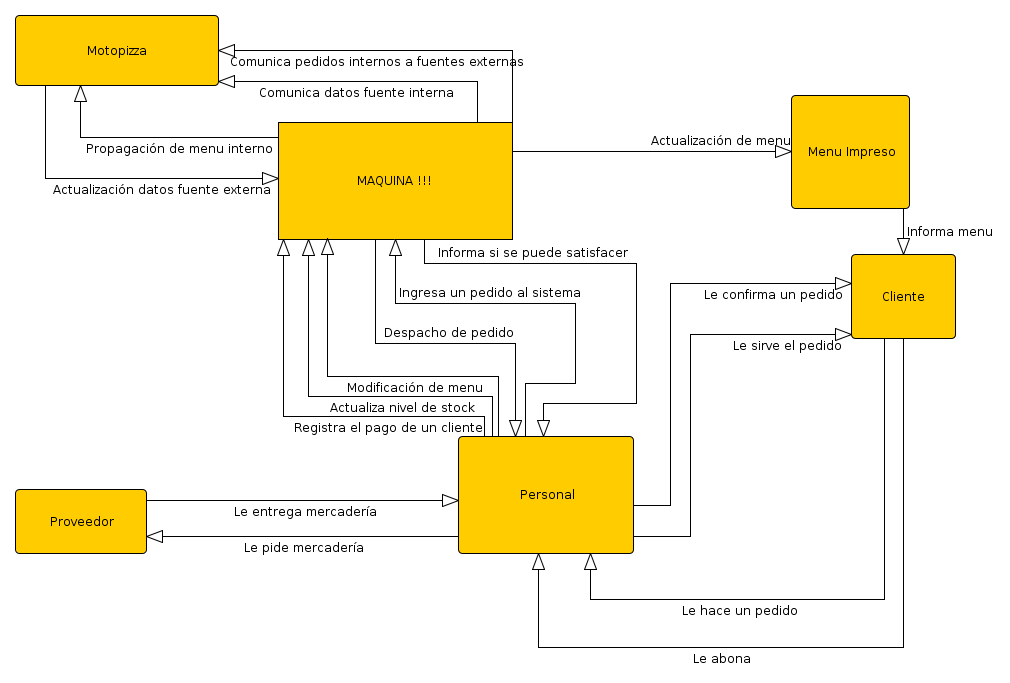 Motopizza
Comunica pedidos internos a fuentes externas
Comunica datos fuente interna
Propagación de menu interno
Actualización datos fuente externa
MAQUINA !!!
Actualización de menu
Menu Impreso
Informa menu
Cliente
Informa si se puede satisfacer
Ingresa un pedido al sistema
Despacho de pedido
Le confirma un pedido
Le sirve el pedido
Modificación de menu
Actualiza nivel de stock
Registra el pago de un cliente
Personal
Proveedor
Le entrega mercadería
Le pide mercadería
Le hace un pedido
Le abona